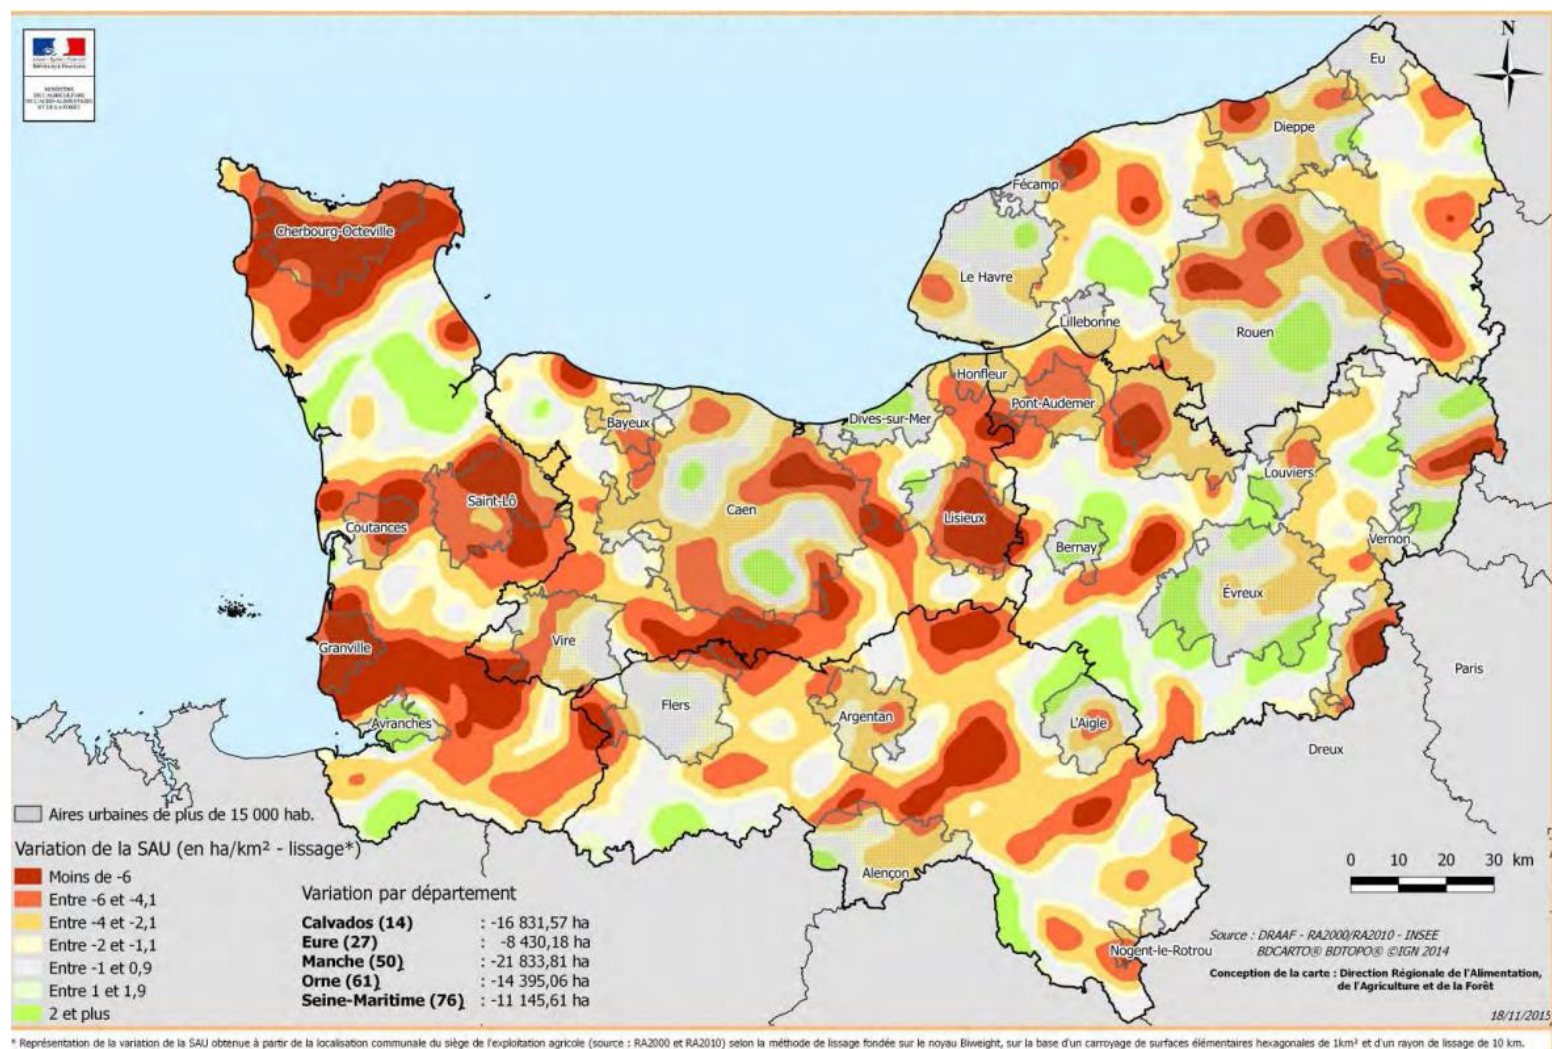 MINISTÈRE
DE L'AGRICULTURE
DE L'AGRO-ALIMENTAIRE
ET DE LA FORÊT
N
Eu
Dieppe
Fécamp
Cherbourg-Octeville
Le Havre
Lillebonne
Rouen
Honfleur
Pont-Audemer
Dives-sur-Mer
Bayeux
Louviers
Saint-Lô
Caen
Lisieux
Coutances
Bernay
Vernon
Évreux
Vire
Granville
Paris
Flers
Argentan
L'Aigle
Avranches
Dreux
Alençon
Nogent-le-Rotrou
Aires urbaines de plus de 15 000 hab.
Variation de la SAU (en ha/km² - lissage*)
Moins de -6
Entre -6 et -4,1
Entre -4 et -2,1
Entre -2 et -1,1
Entre -1 et 0,9
Entre 1 et 1,9
2 et plus
Variation par département
Calvados (14) : -16 831,57 ha
Eure (27) : -8 430,18 ha
Manche (50) : -21 833,81 ha
Orne (61) : -14 395,06 ha
Seine-Maritime (76) : -11 145,61 ha
0 10 20 30 km
Source : DRAAF - RA2000/RA2010 - INSEE
BDCARTO® BDTOPO® ©IGN 2014
Conception de la carte : Direction Régionale de l'Alimentation,
de l'Agriculture et de la Forêt
18/11/2015
* Représentation de la variation de la SAU obtenue à partir de la localisation communale du siège de l'exploitation agricole (source : RA2000 et RA2010) selon la méthode de lissage fondée sur le noyau Biweight, sur la base d'un carroyage de surfaces élémentaires hexagonales de 1km² et d'un rayon de lissage de 10 km.